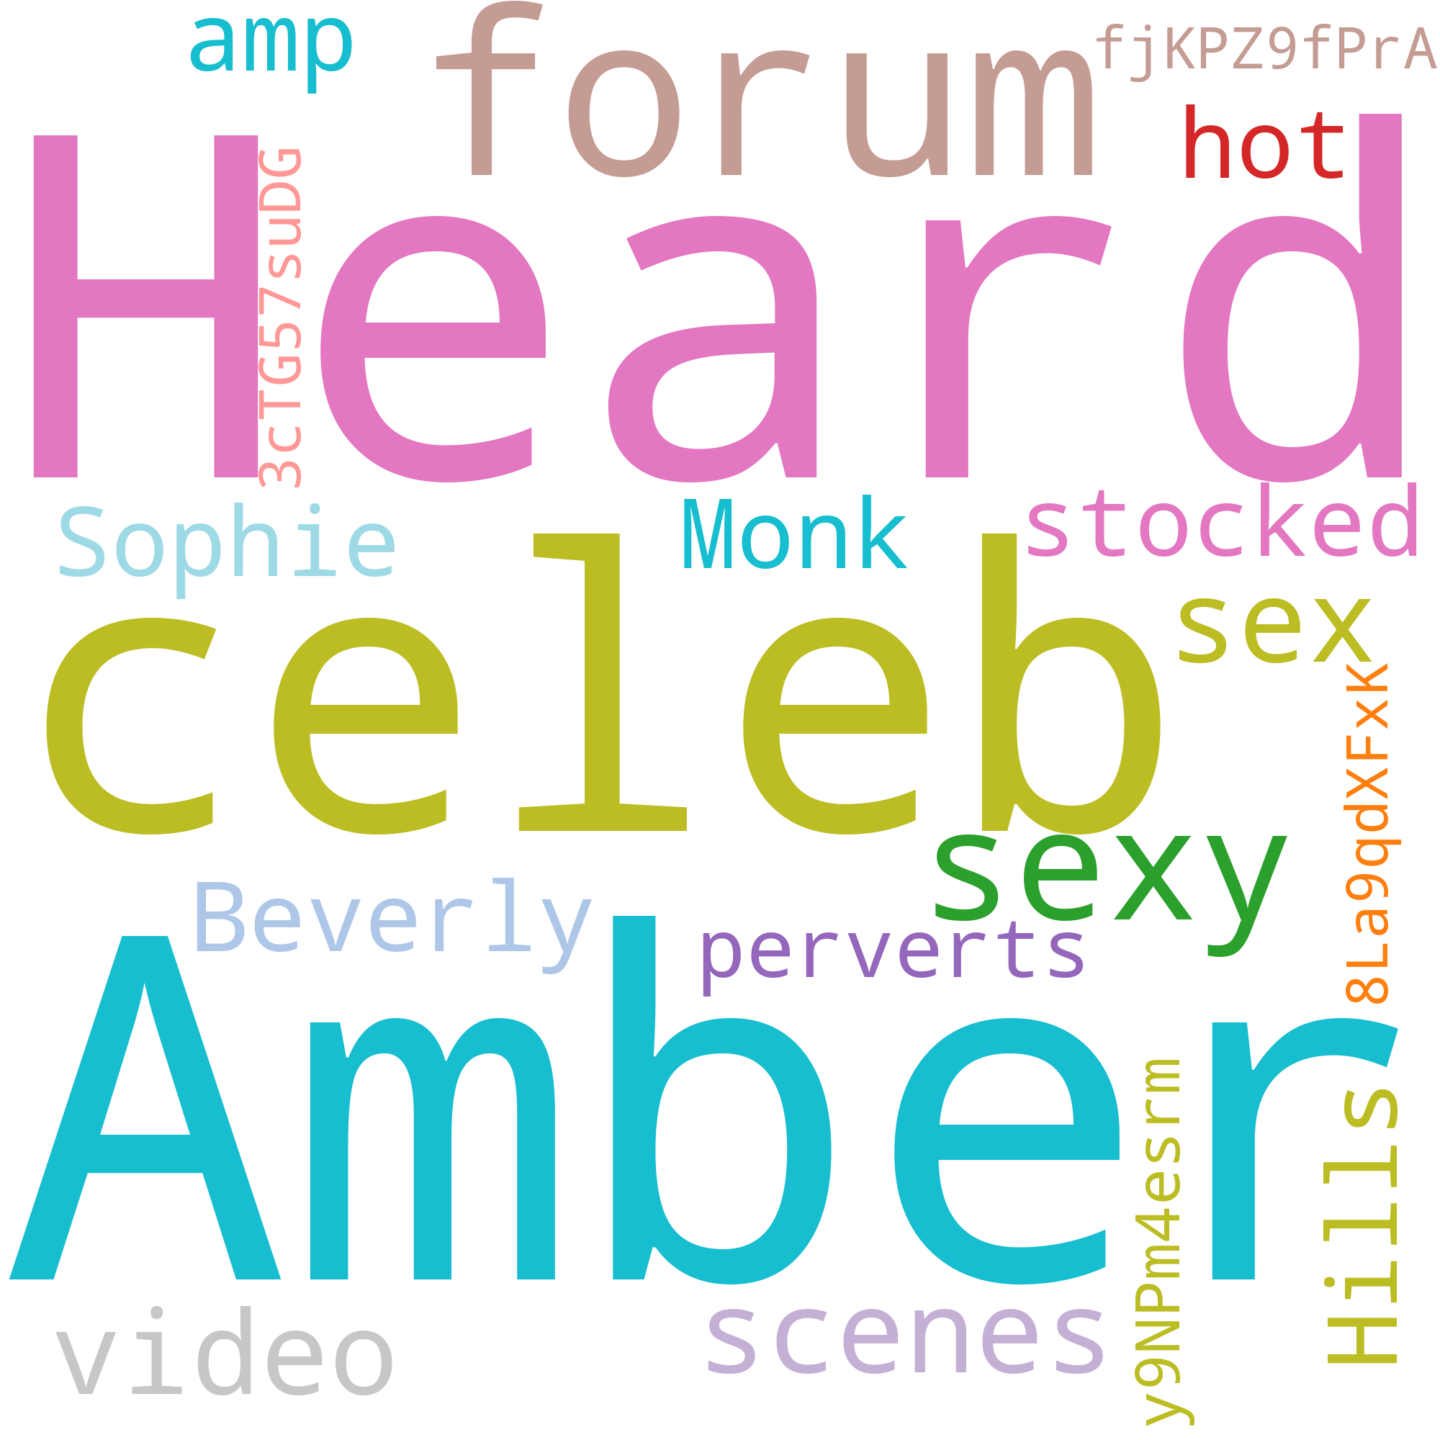 amp
forum
fjKPZ9fPrA
hot
Heard
3cTG57suDG
Sophie
Monk
stocked
celeb
sex
8La9qdXFxK
sexy
Beverly
perverts
Amber
y9NPm4esrm
Hills
video
scenes